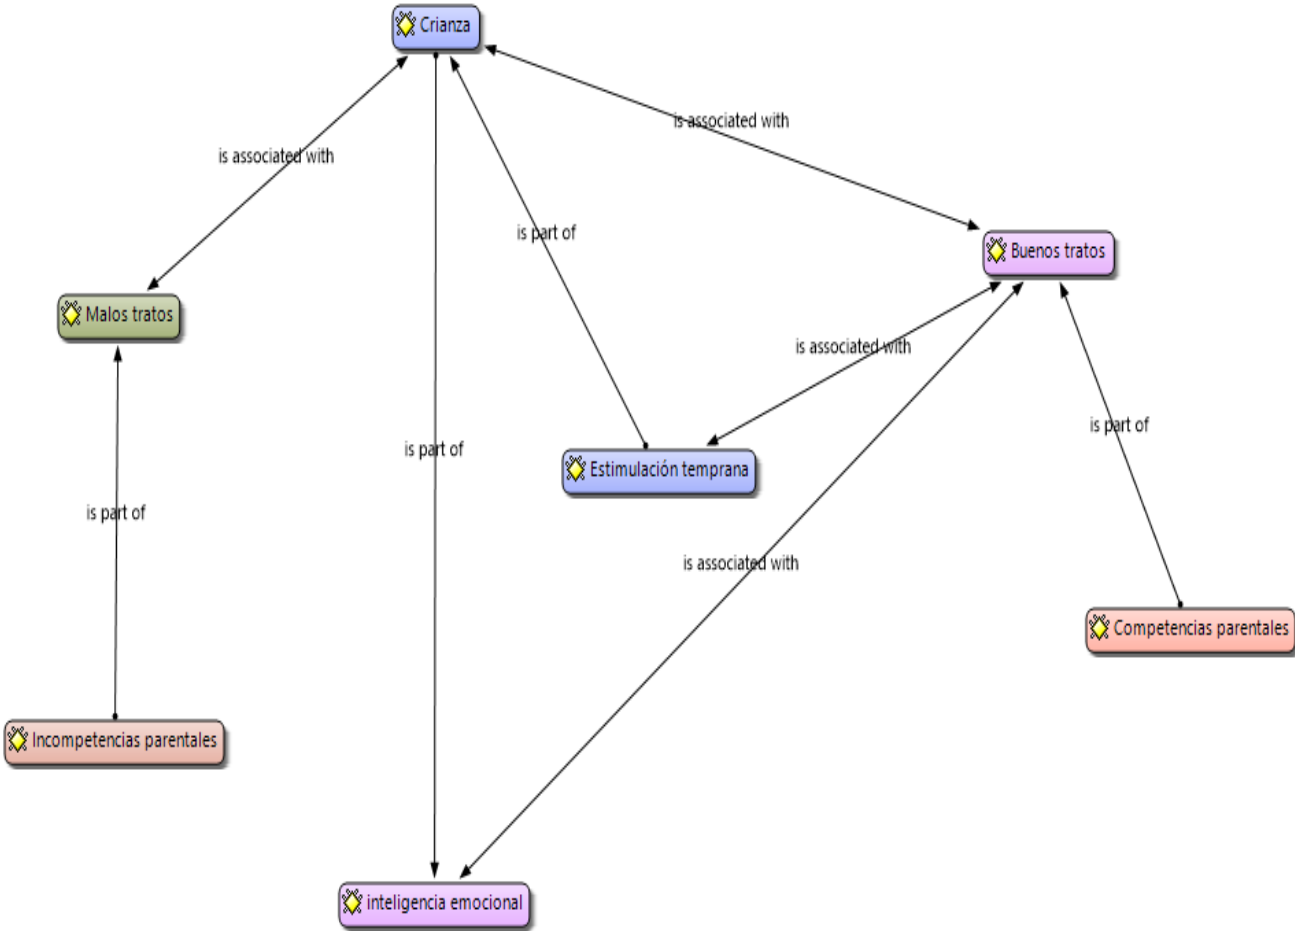 Crianza
is associated with
is associated with
is part of
Buenos tratos
Malos tratos
is associated with
is part of
is part of
Estimulación temprana
is part of
is associated with
Competencias parentales
Incompetencias parentales
inteligencia emocional